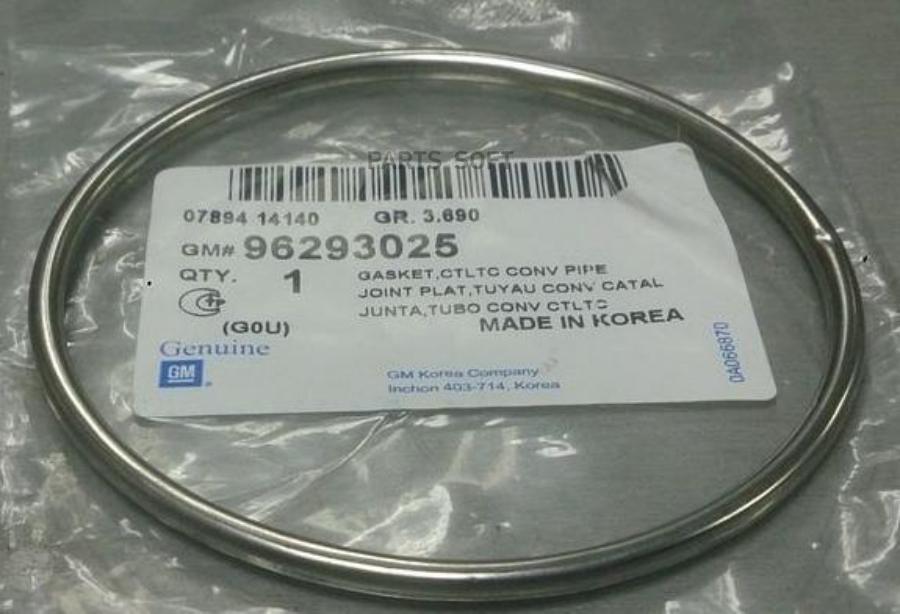 PARTS SOFT
07894 14140 GR. 3.690
GM# 96293025
QTY. 1
GASKET,CTLTC CONV PIPE
JOINT PLAT,TUYAU CONV CATAL
JUNTA,TUBO CONV CTLTC
(G0U)
MADE IN KOREA
Genuine
GM
GM Korea Company
Inchon 403-714, Korea
0A066870